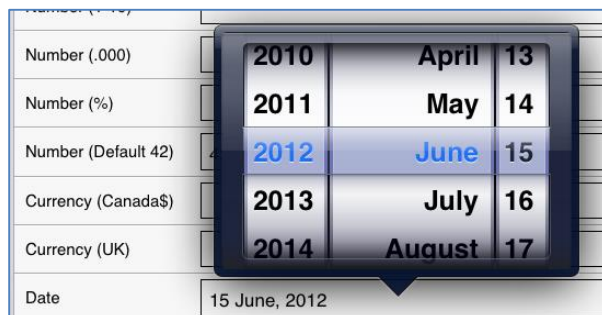 Number (.000)
2010 April 13
Number (%)
2011 May 14
Number (Default 42)
2012 June 15
Currency (Canada$)
2013 July 16
Currency (UK)
2014 August 17
Date
15 June, 2012